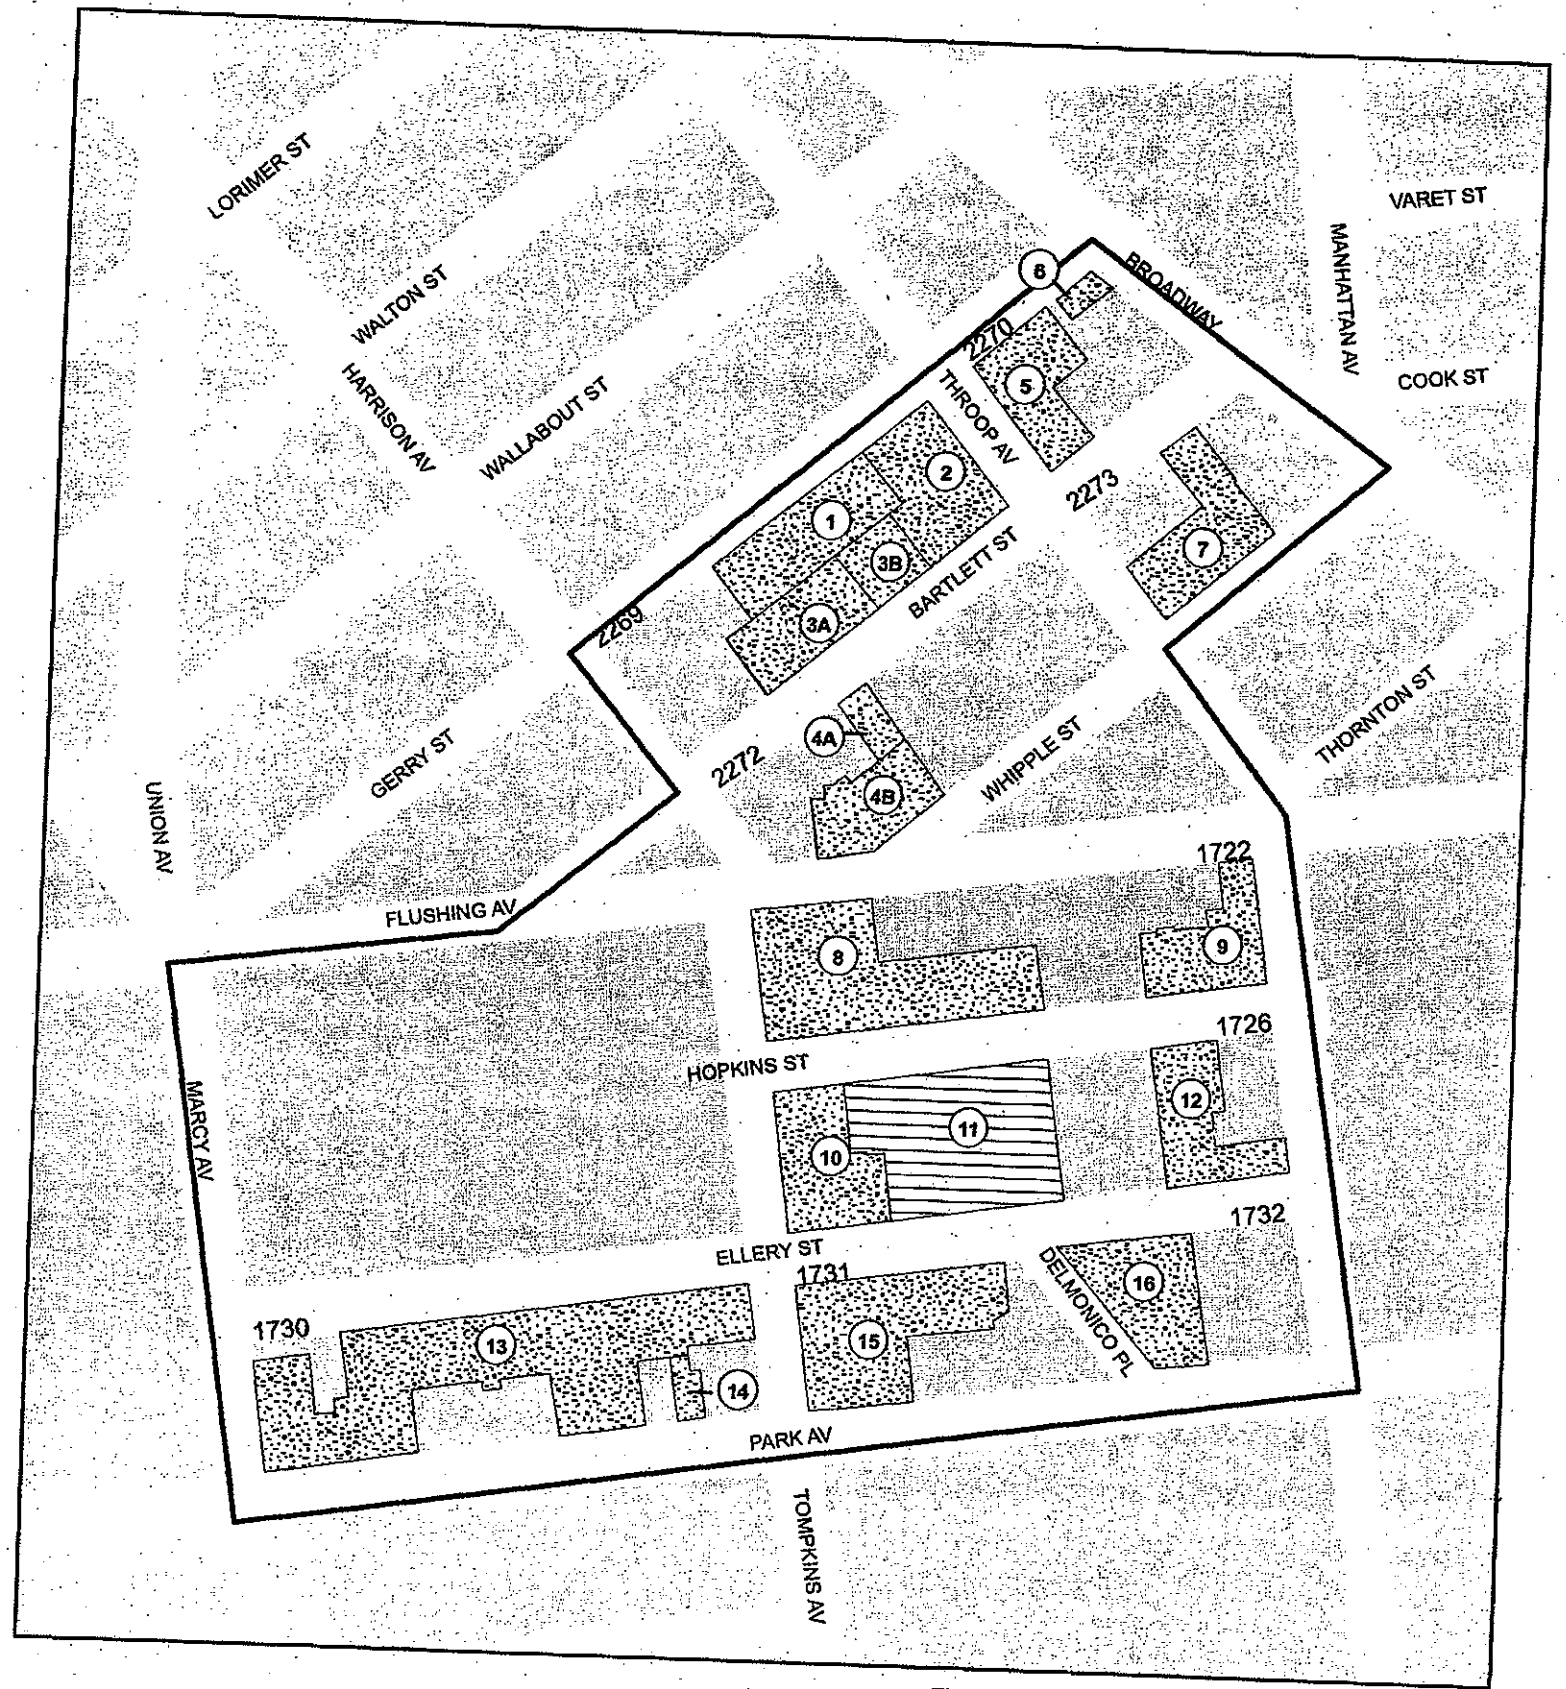 LORIMER ST
VARET ST
BROADWAY
MANHATTAN AV
6
WALTON ST
2270
COOK ST
5
HARRISON AV
WALLABOUT ST
THROOP AV
2
2273
1
7
3B
BARTLETT ST
3A
2269
THORNTON ST
4A
WHIPPLE ST
2272
GERRY ST
4B
UNION AV
1722
FLUSHING AV
8
9
1726
HOPKINS ST
MARCY AV
12
11
10
1732
ELLERY ST
1731
DELMONICO PL
16
1730
13
15
14
PARK AV
TOMPKINS AV